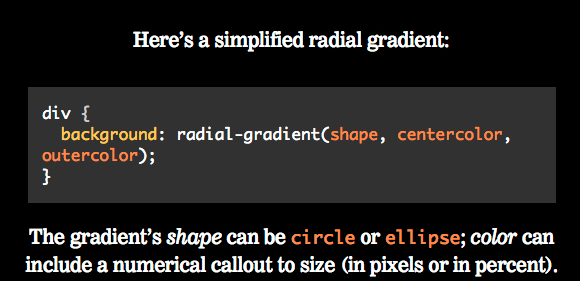 Here’s a simplified radial gradient:
div {
  background: radial-gradient(shape, centercolor,
outercolor);
}
The gradient’s shape can be circle or ellipse; color can
include a numerical callout to size (in pixels or in percent).